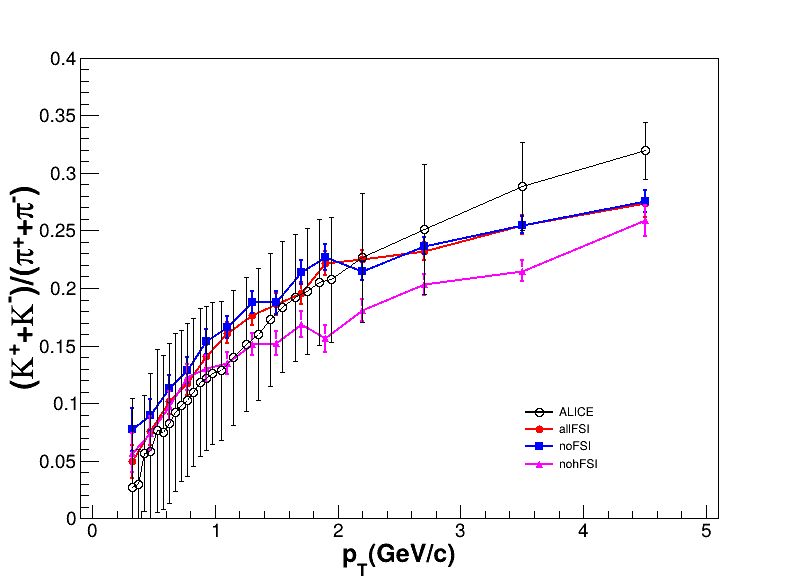 0.4
0.35
0.3
0.25
0.2
0.15
0.1
0.05
0
(K⁺+K⁻)/(π⁺+π⁻)
ALICE
allFSI
noFSI
nohFSI
0 1 2 3 4 5
p_T(GeV/c)